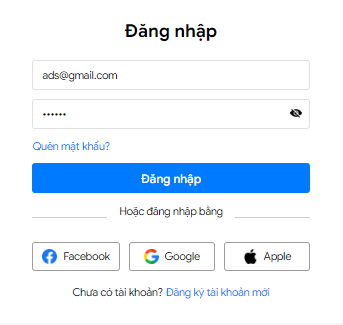 Đăng nhập
ads@gmail.com
••••••
Quên mật khẩu?
Đăng nhập
Hoặc đăng nhập bằng
Facebook Google Apple
Chưa có tài khoản? Đăng ký tài khoản mới